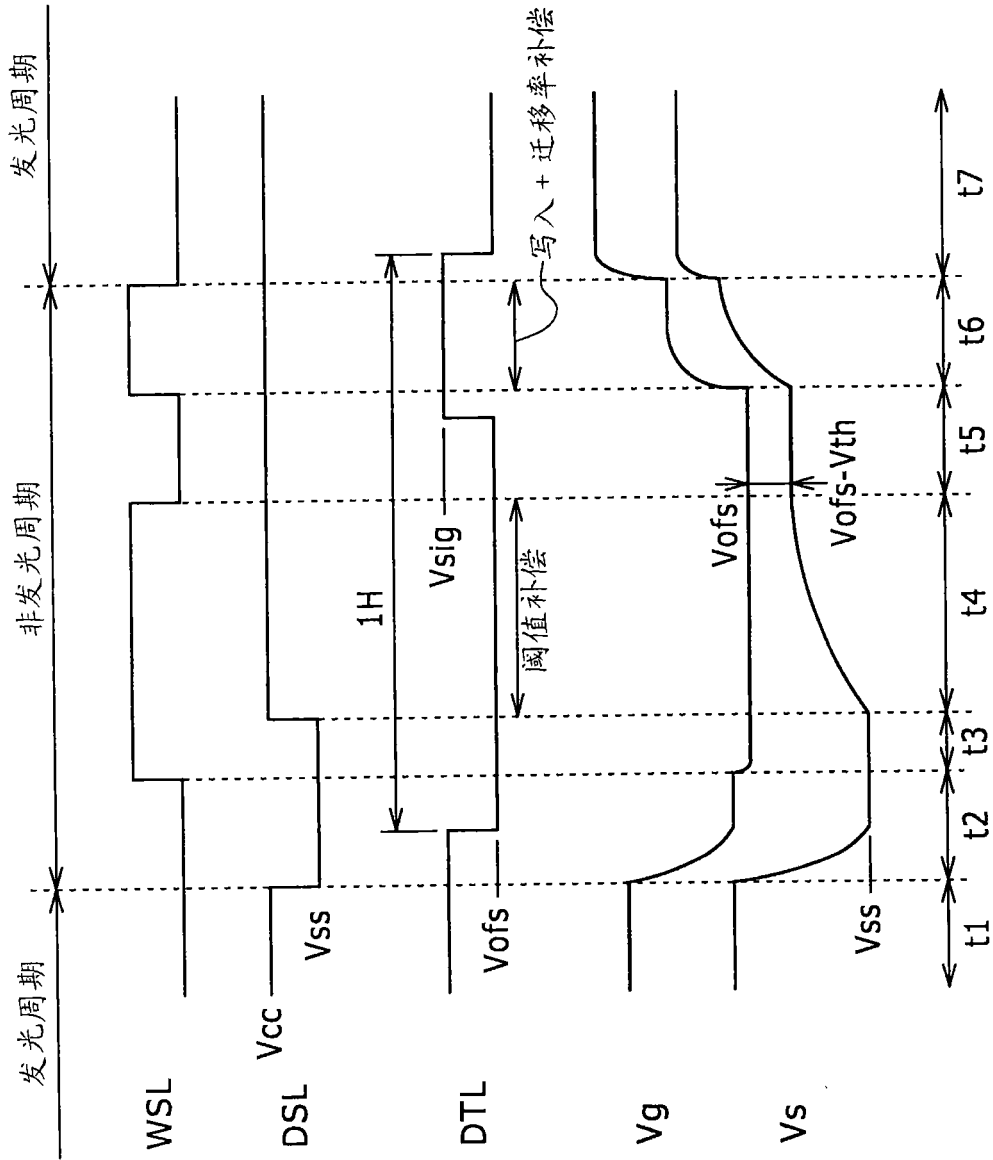 发光周期
非发光周期
发光周期
WSL
DSL
Vcc
Vss
1H
DTL
Vofs
Vsig
阈值补偿
写入 + 迁移率补偿
Vg
Vofs
Vs
Vss
Vofs-Vth
t1
t2
t3
t4
t5
t6
t7